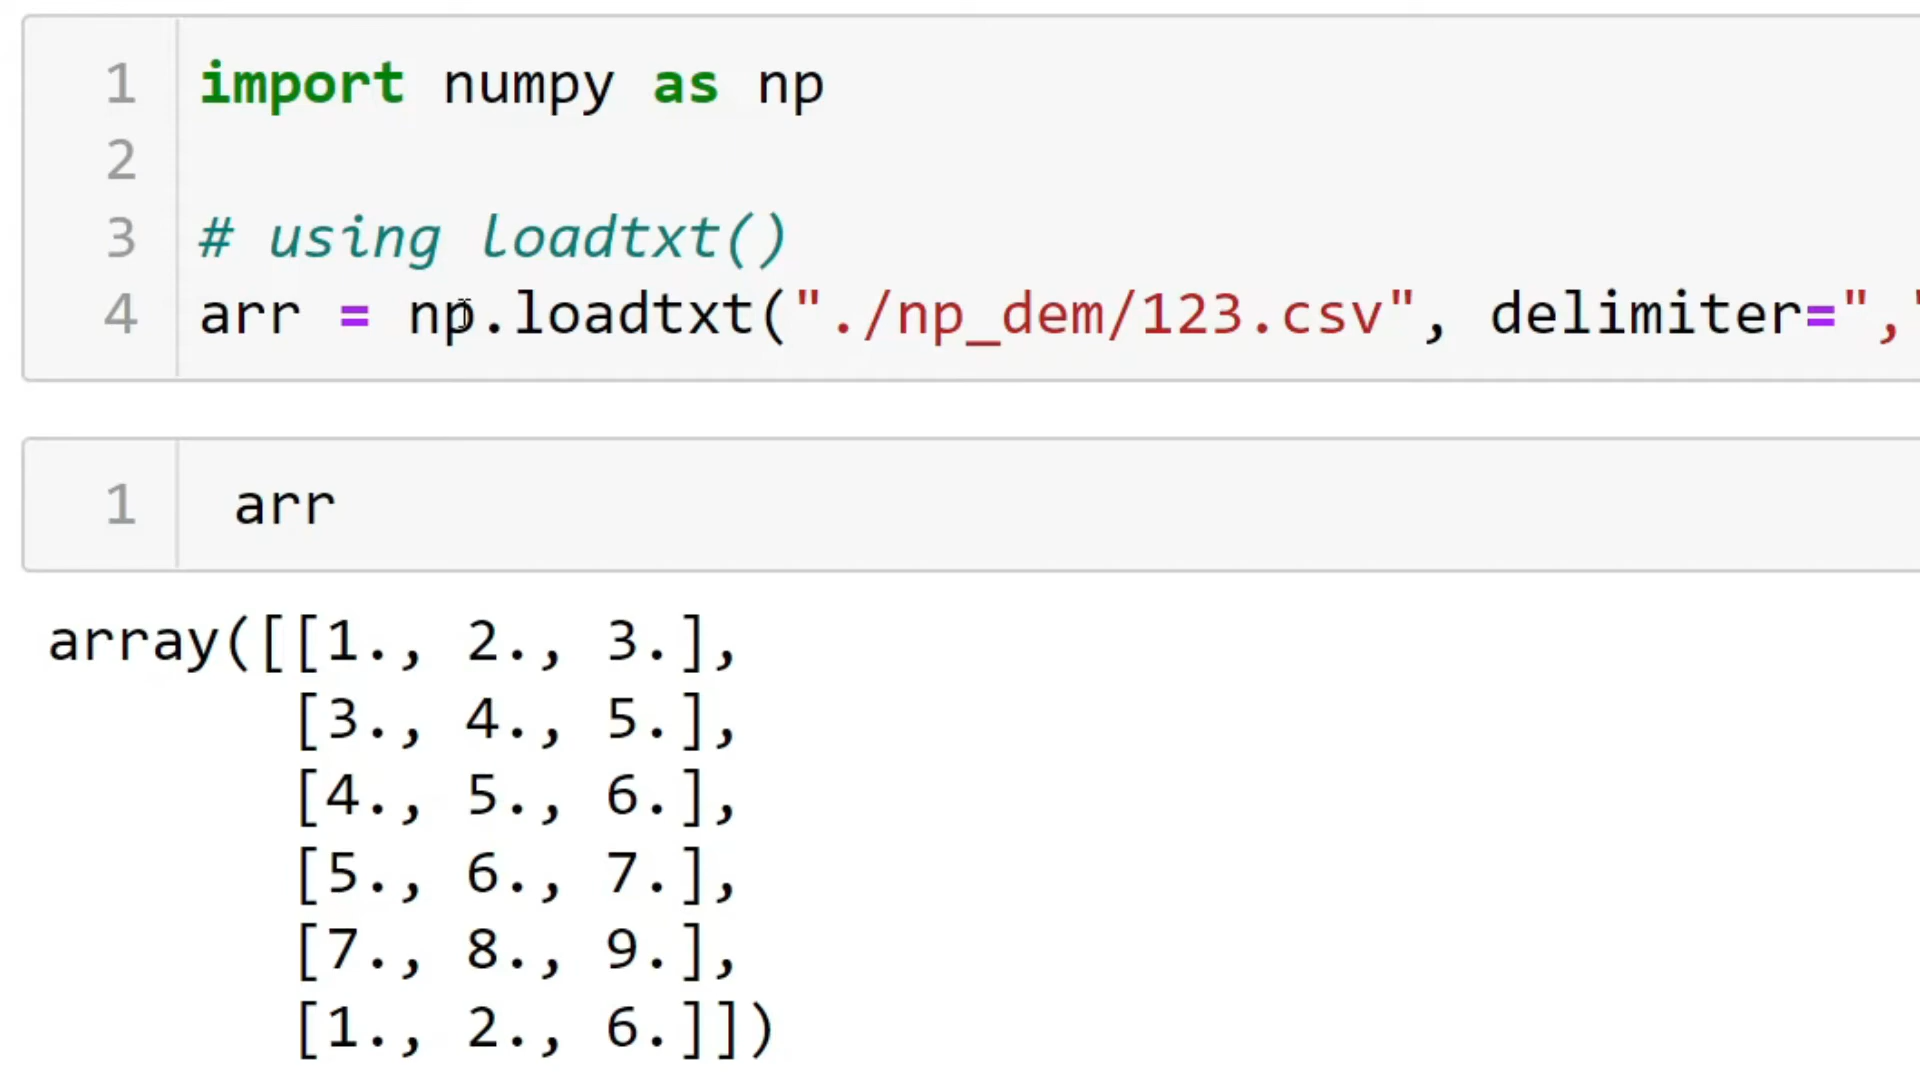 1 import numpy as np
2
3 # using loadtxt()
4 arr = np.loadtxt("./np_dem/123.csv", delimiter=","
1 arr
array([[1., 2., 3.],
       [3., 4., 5.],
       [4., 5., 6.],
       [5., 6., 7.],
       [7., 8., 9.],
       [1., 2., 6.]])